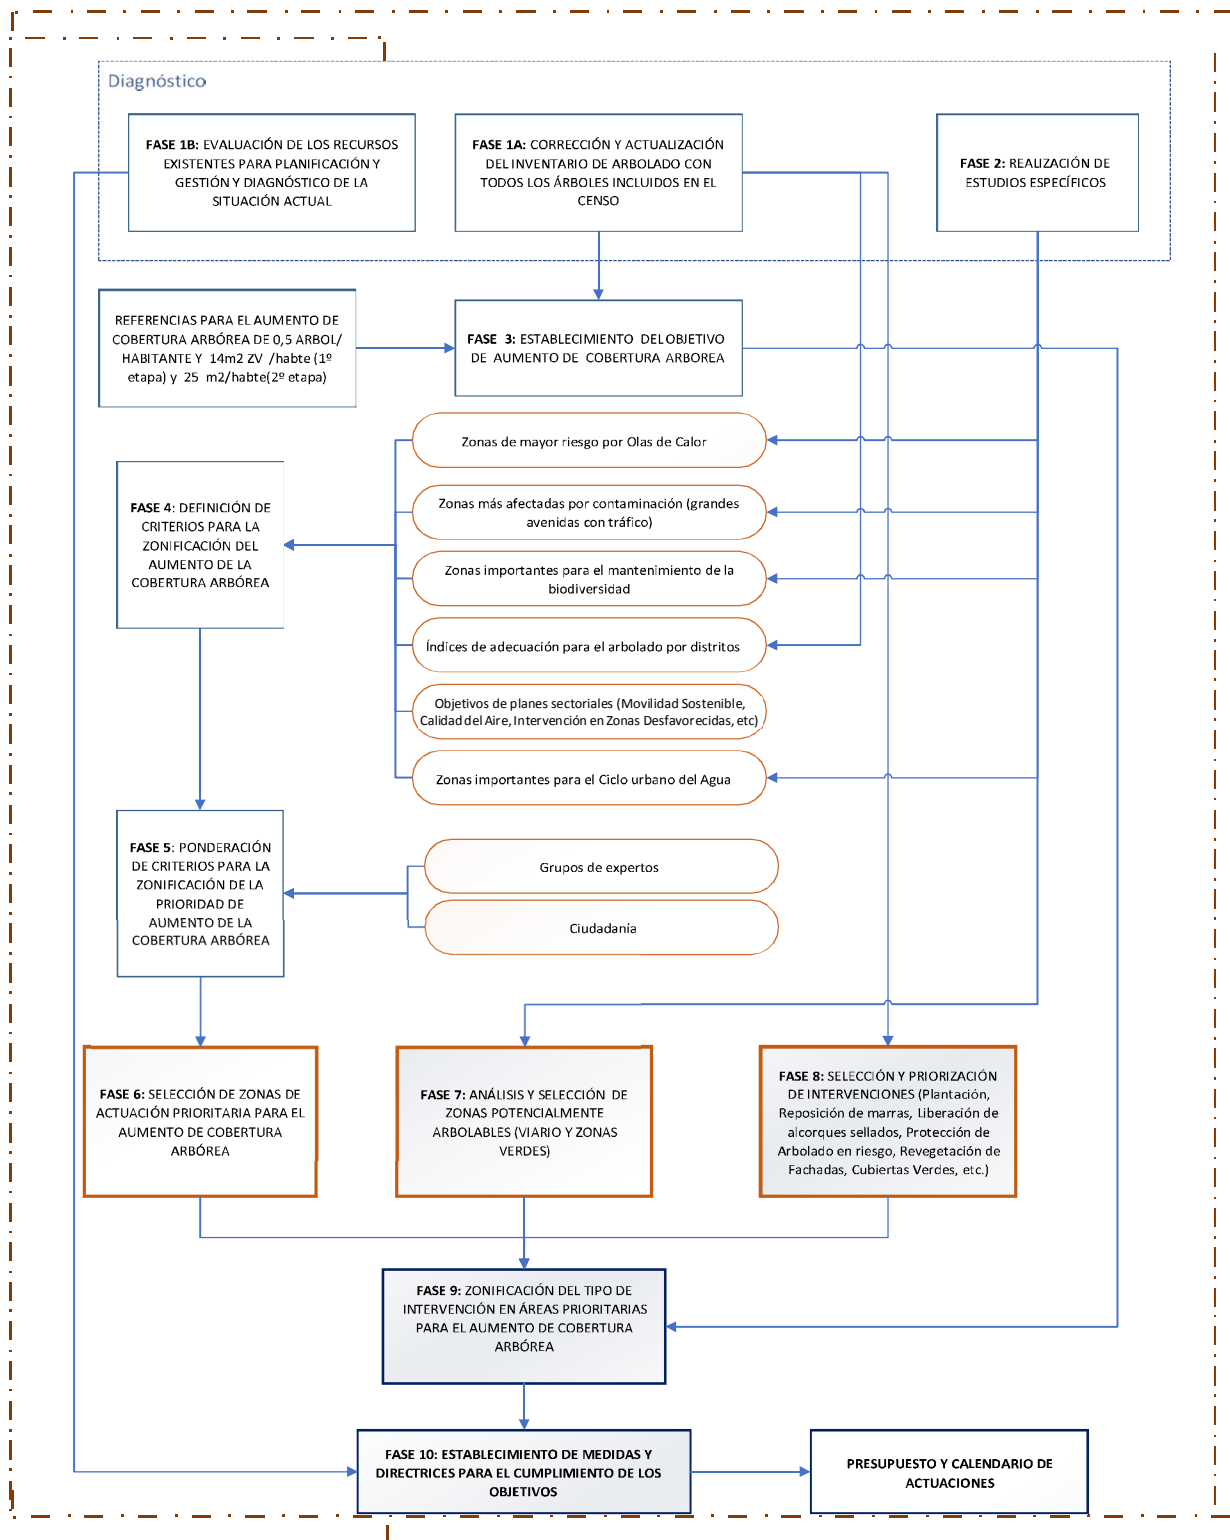 Diagnóstico
FASE 1B: EVALUACIÓN DE LOS RECURSOS
EXISTENTES PARA PLANIFICACIÓN Y
GESTIÓN Y DIAGNÓSTICO DE LA
SITUACIÓN ACTUAL
FASE 1A: CORRECCIÓN Y ACTUALIZACIÓN
DEL INVENTARIO DE ARBOLADO CON
TODOS LOS ÁRBOLES INCLUIDOS EN EL
CENSO
FASE 2: REALIZACIÓN DE
ESTUDIOS ESPECÍFICOS
REFERENCIAS PARA EL AUMENTO DE
COBERTURA ARBÓREA DE 0,5 ARBOL/
HABITANTE Y 14m2 ZV /habte (1º
etapa) y 25 m2/habte(2º etapa)
FASE 3: ESTABLECIMIENTO DEL OBJETIVO
DE AUMENTO DE COBERTURA ARBOREA
Zonas de mayor riesgo por Olas de Calor
Zonas más afectadas por contaminación (grandes
avenidas con tráfico)
Zonas importantes para el mantenimiento de la
biodiversidad
Índices de adecuación para el arbolado por distritos
Objetivos de planes sectoriales (Movilidad Sostenible,
Calidad del Aire, Intervención en Zonas Desfavorecidas, etc)
Zonas importantes para el Ciclo urbano del Agua
FASE 4: DEFINICIÓN DE
CRITERIOS PARA LA
ZONIFICACIÓN DEL
AUMENTO DE LA
COBERTURA ARBÓREA
FASE 5: PONDERACIÓN
DE CRITERIOS PARA LA
ZONIFICACIÓN DE LA
PRIORIDAD DE
AUMENTO DE LA
COBERTURA ARBÓREA
Grupos de expertos
Ciudadanía
FASE 6: SELECCIÓN DE ZONAS DE
ACTUACIÓN PRIORITARIA PARA EL
AUMENTO DE COBERTURA
ARBÓREA
FASE 7: ANÁLISIS Y SELECCIÓN DE
ZONAS POTENCIALMENTE
ARBOLABLES (VIARIO Y ZONAS
VERDES)
FASE 8: SELECCIÓN Y PRIORIZACIÓN
DE INTERVENCIONES (Plantación,
Reposición de marras, Liberación de
alcorques sellados, Protección de
Arbolado en riesgo, Revegetación de
Fachadas, Cubiertas Verdes, etc.)
FASE 9: ZONIFICACIÓN DEL TIPO DE
INTERVENCIÓN EN ÁREAS PRIORITARIAS
PARA EL AUMENTO DE COBERTURA
ARBÓREA
FASE 10: ESTABLECIMIENTO DE MEDIDAS Y
DIRECTRICES PARA EL CUMPLIMIENTO DE LOS
OBJETIVOS
PRESUPUESTO Y CALENDARIO DE
ACTUACIONES